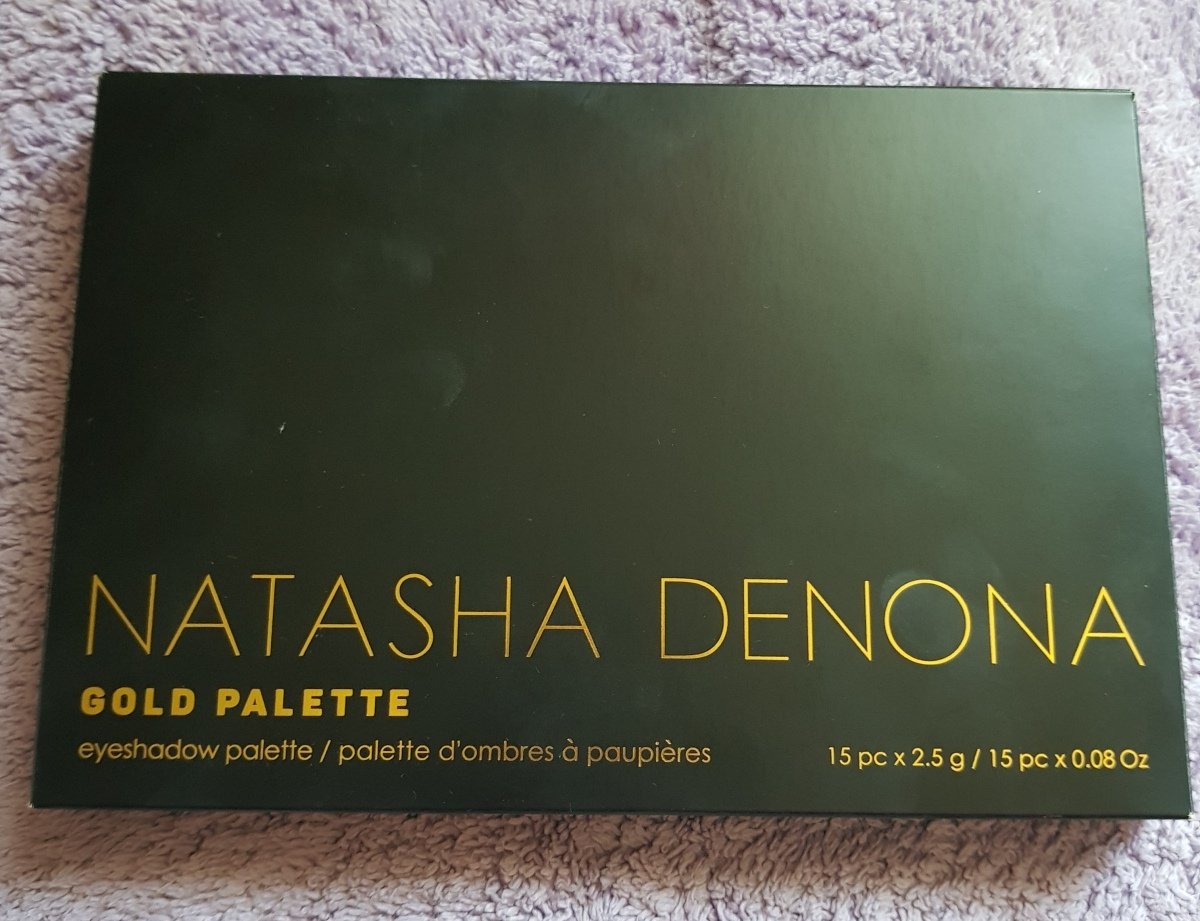 NATASHA DENONA
GOLD PALETTE
eyeshadow palette / palette d'ombres à paupières
15 pc x 2.5 g / 15 pc x 0.08 Oz